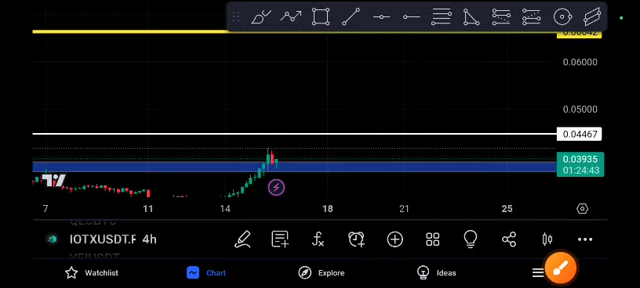 0.06000
0.05000
0.04467
0.03935
01:24:43
7 11 14 18 21 25
IOTXUSDT.P 4h
Watchlist Chart Explore Ideas